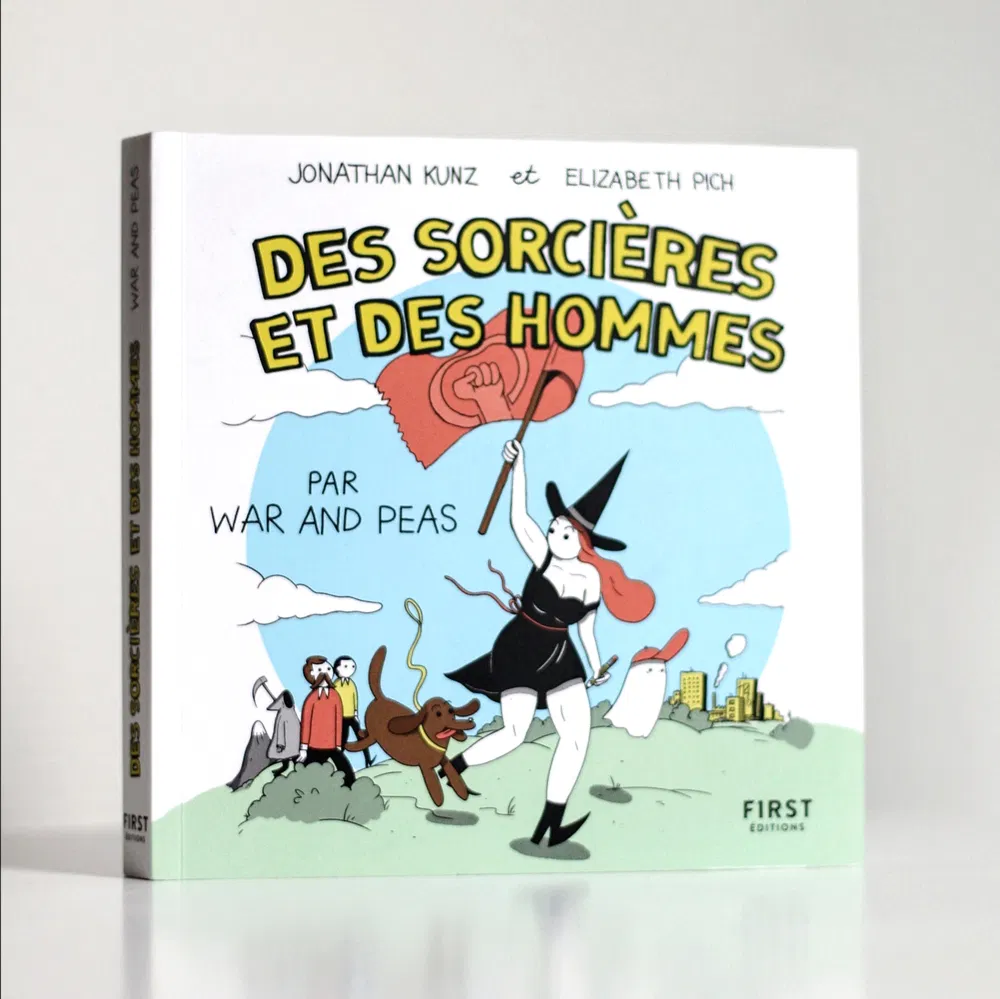 JONATHAN KUNZ et ELIZABETH PICH
DES SORCIÈRES
ET DES HOMMES
PAR
WAR AND PEAS
FIRST
ÉDITIONS
WAR AND PEAS
DES SORCIÈRES ET DES HOMMES
FIRST
ÉDITIONS